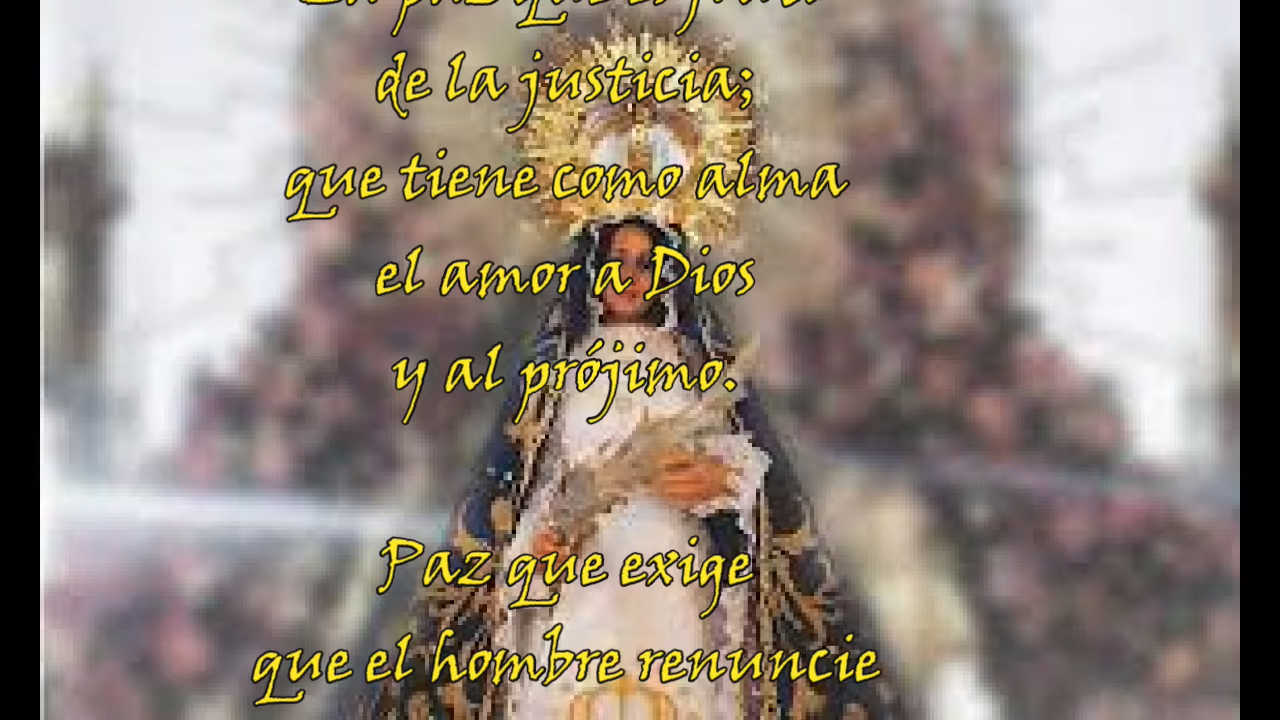 de la justicia;
que tiene como alma
el amor a Dios
y al prójimo.
Paz que exige
que el hombre renuncie